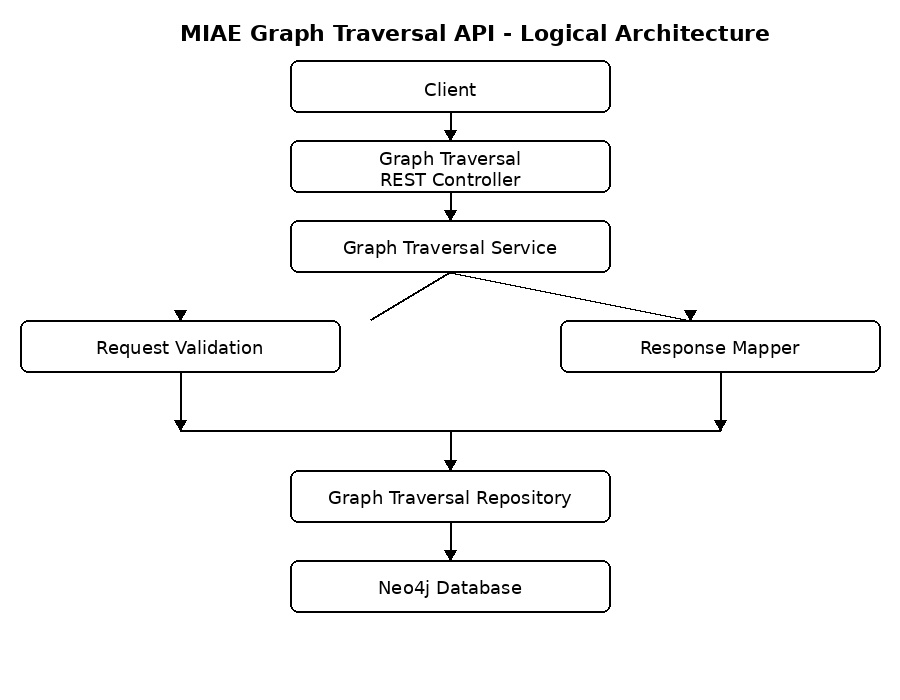 MIAE Graph Traversal API - Logical Architecture
Client
Graph Traversal
REST Controller
Graph Traversal Service
Request Validation
Response Mapper
Graph Traversal Repository
Neo4j Database